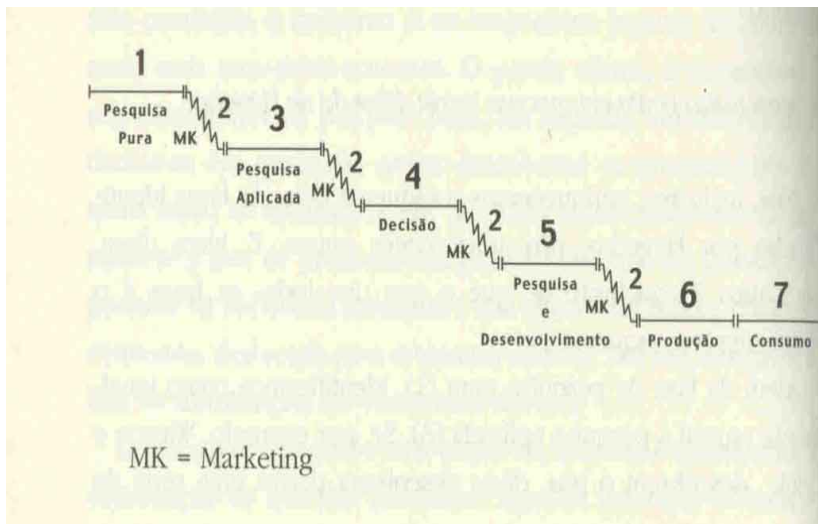 1
Pesquisa
Pura
MK
2
3
Pesquisa
Aplicada
MK
2
4
Decisão
MK
2
5
Pesquisa
e
Desenvolvimento
MK
2
6
Produção
7
Consumo
MK = Marketing